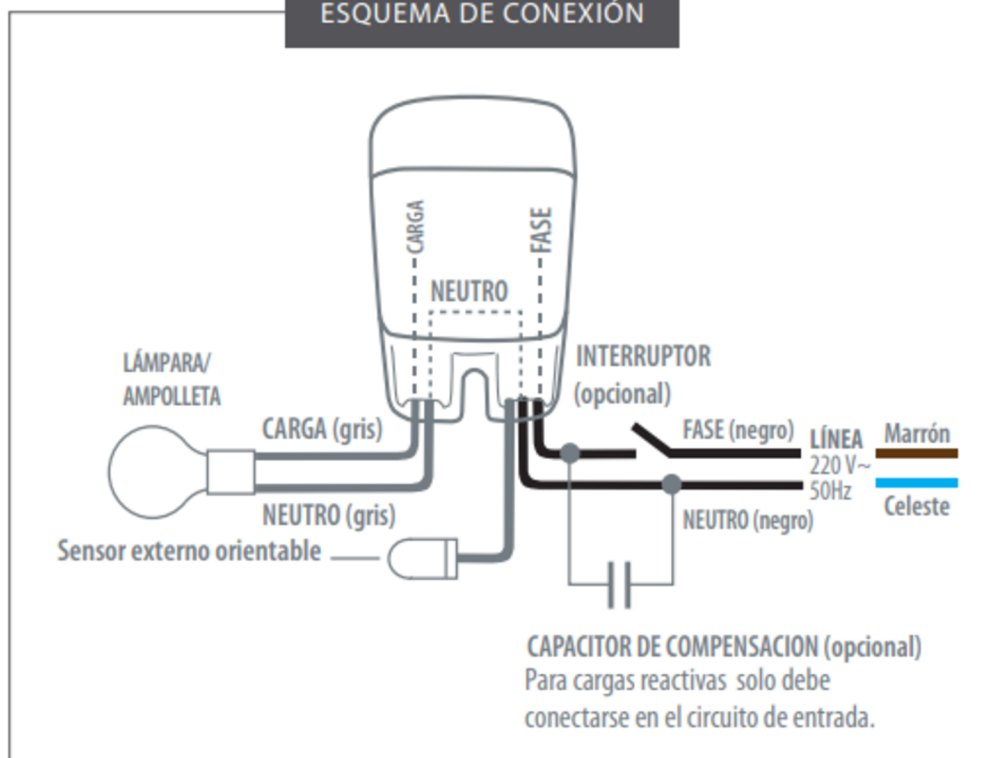 ESQUEMA DE CONEXIÓN
CARGA
FASE
NEUTRO
LÁMPARA/
AMPOLLETA
INTERRUPTOR
(opcional)
CARGA (gris)
FASE (negro)
LÍNEA
220 V~
50Hz
Marrón
Celeste
NEUTRO (gris)
NEUTRO (negro)
Sensor externo orientable
CAPACITOR DE COMPENSACION (opcional)
Para cargas reactivas solo debe
conectarse en el circuito de entrada.